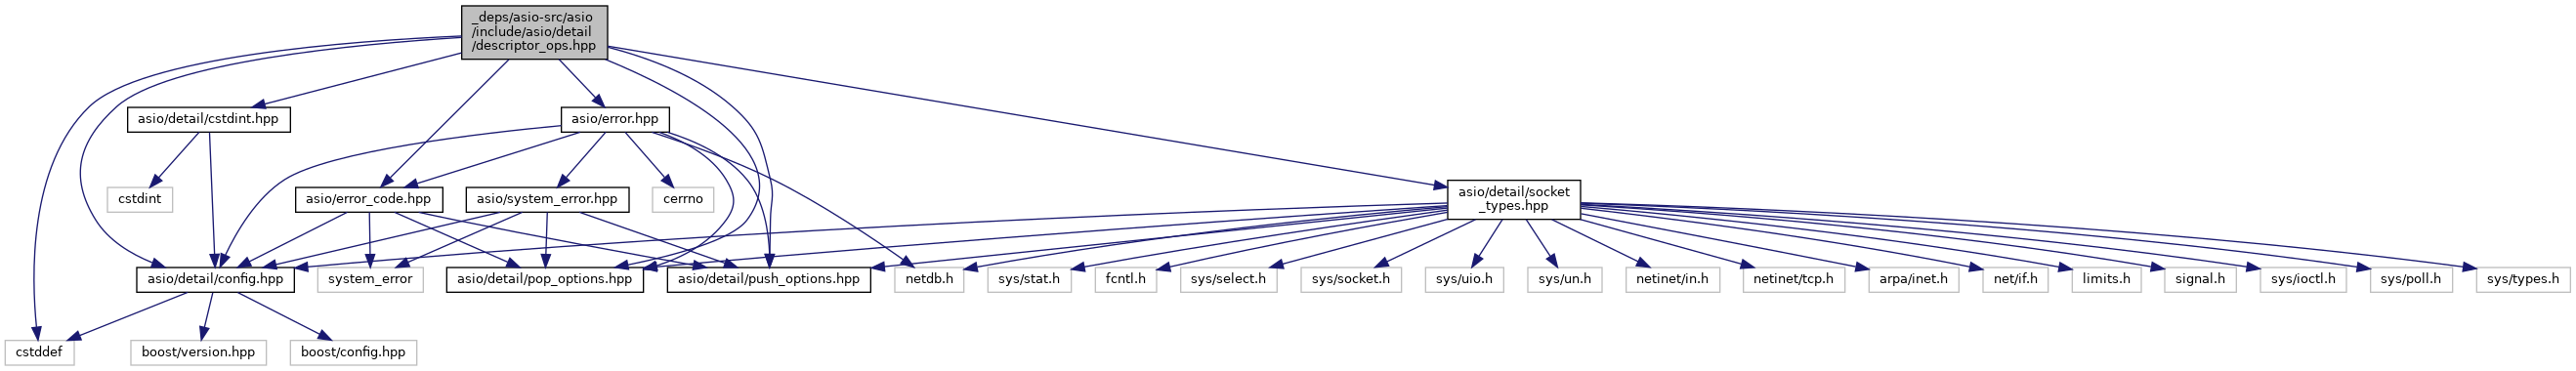 _deps/asio-src/asio
/include/asio/detail
/descriptor_ops.hpp
asio/detail/cstdint.hpp
asio/error.hpp
cstdint
asio/error_code.hpp
asio/system_error.hpp
cerrno
asio/detail/socket
_types.hpp
asio/detail/config.hpp
system_error
asio/detail/pop_options.hpp
asio/detail/push_options.hpp
netdb.h
sys/stat.h
fcntl.h
sys/select.h
sys/socket.h
sys/uio.h
sys/un.h
netinet/in.h
netinet/tcp.h
arpa/inet.h
net/if.h
limits.h
signal.h
sys/ioctl.h
sys/poll.h
sys/types.h
cstddef
boost/version.hpp
boost/config.hpp